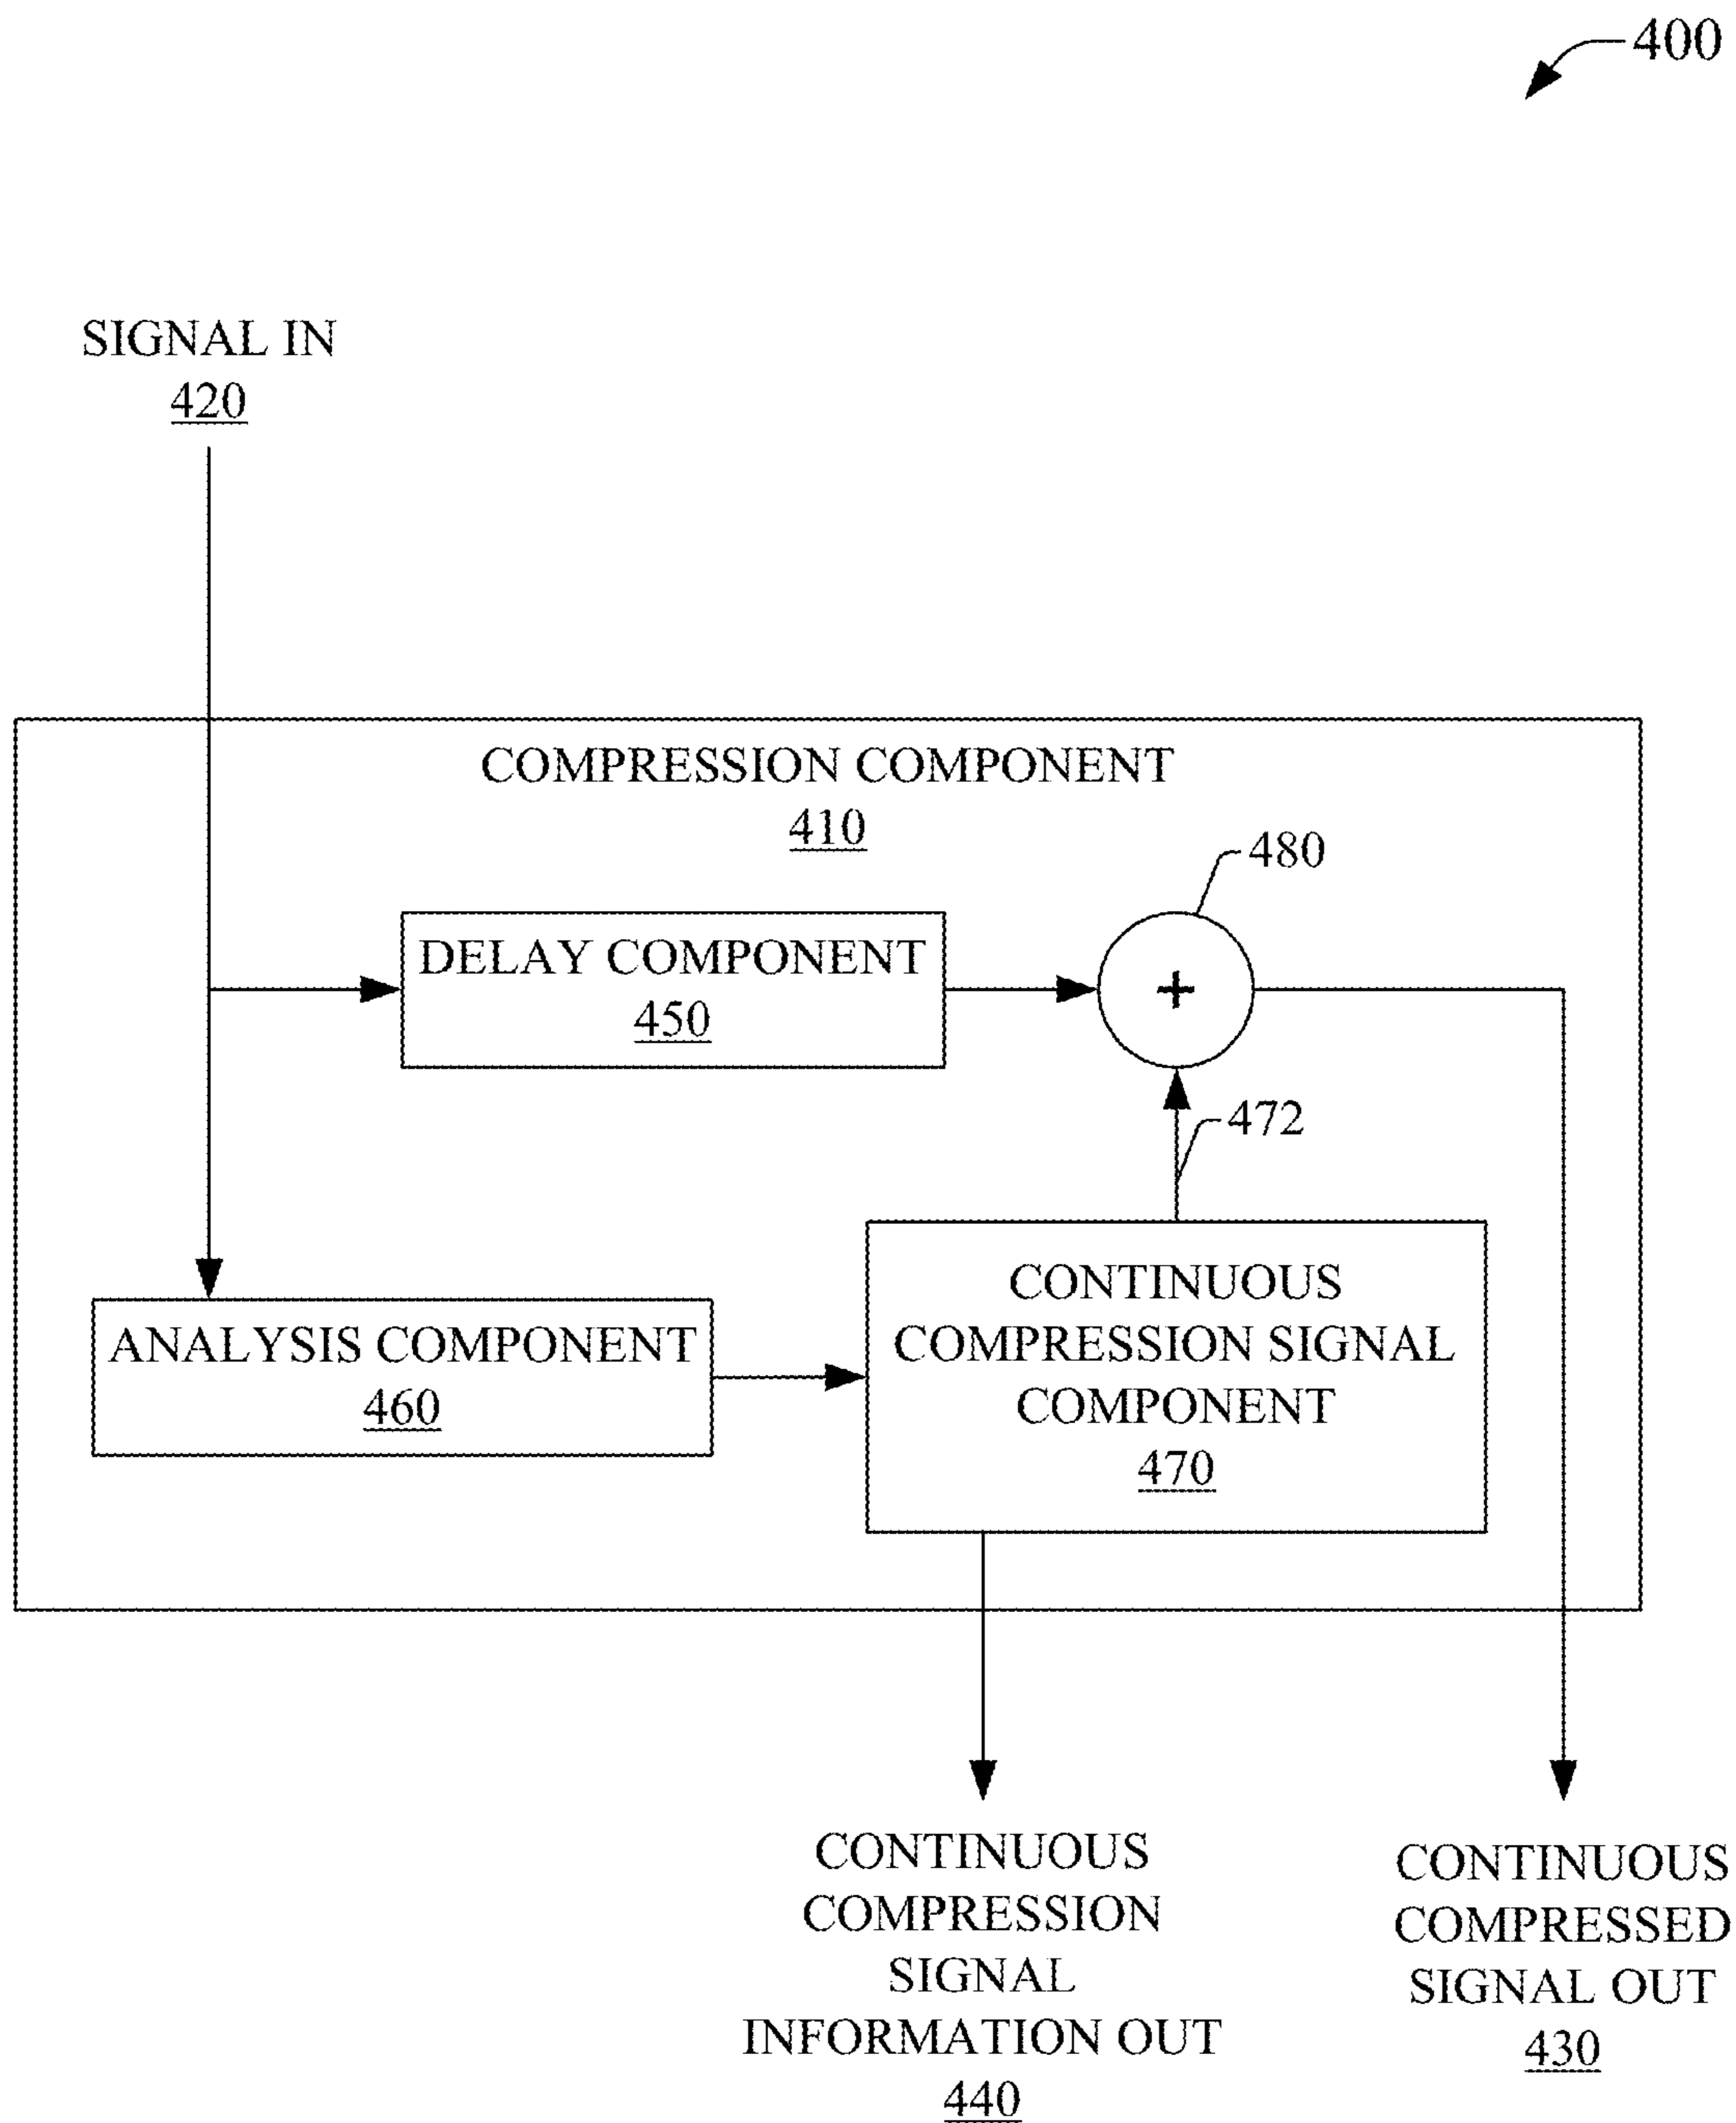 400
SIGNAL IN
420
COMPRESSION COMPONENT
410
480
DELAY COMPONENT
450
+
472
CONTINUOUS
COMPRESSION SIGNAL
COMPONENT
470
ANALYSIS COMPONENT
460
CONTINUOUS
COMPRESSION
SIGNAL
INFORMATION OUT
440
CONTINUOUS
COMPRESSED
SIGNAL OUT
430